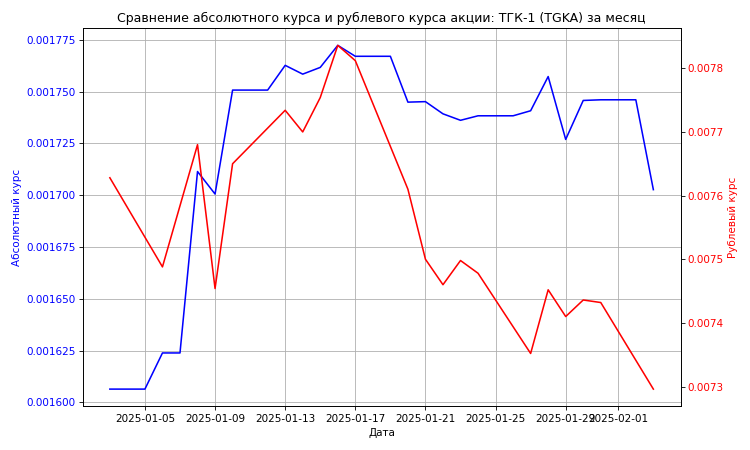 Сравнение абсолютного курса и рублевого курса акции: ТГК-1 (TGKA) за месяц
0.001775
0.001750
0.001725
0.001700
0.001675
0.001650
0.001625
0.001600
Абсолютный курс
0.0078
0.0077
0.0076
0.0075
0.0074
0.0073
Рублевый курс
2025-01-05 2025-01-09 2025-01-13 2025-01-17 2025-01-21 2025-01-25 2025-01-29 2025-02-01
Дата